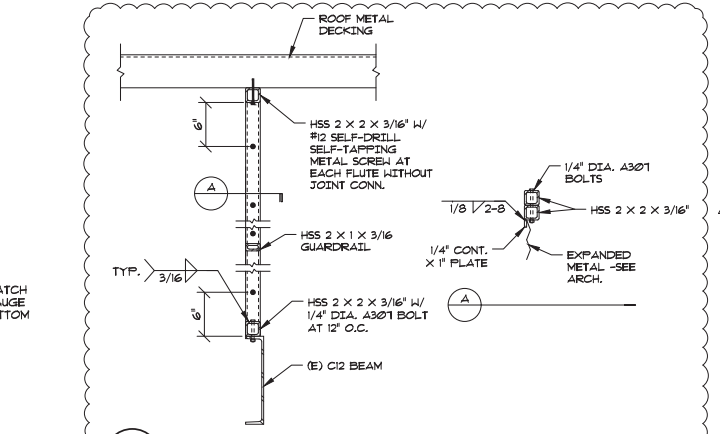 ROOF METAL
DECKING
6"
HSS 2 X 2 X 3/16" W/
#12 SELF-DRILL
SELF-TAPPING
METAL SCREW AT
EACH FLUTE WITHOUT
JOINT CONN.
A
HSS 2 X 1 X 3/16
GUARDRAIL
TYP.
3/16
6"
HSS 2 X 2 X 3/16" W/
1/4" DIA. A307 BOLT
AT 12" O.C.
(E) C12 BEAM
1/4" DIA. A307
BOLTS
1/8
2-8
HSS 2 X 2 X 3/16"
1/4" CONT.
X 1" PLATE
EXPANDED
METAL -SEE
ARCH.
A
ATCH
AUGE
TTOM